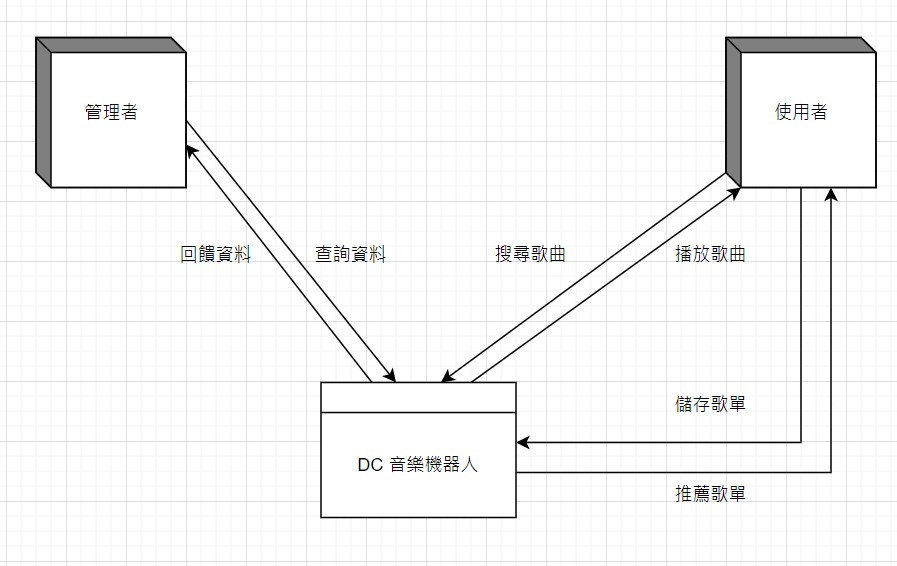 管理者
使用者
回饋資料
查詢資料
搜尋歌曲
播放歌曲
儲存歌單
DC 音樂機器人
推薦歌單